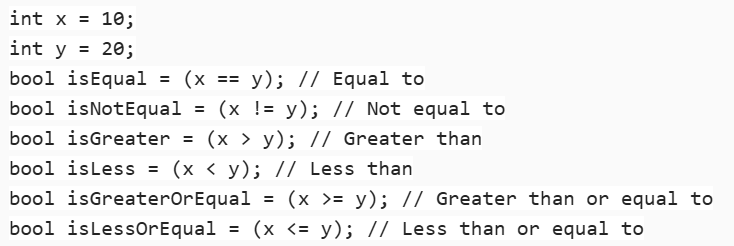 int x = 10;
int y = 20;
bool isEqual = (x == y); // Equal to
bool isNotEqual = (x != y); // Not equal to
bool isGreater = (x > y); // Greater than
bool isLess = (x < y); // Less than
bool isGreaterOrEqual = (x >= y); // Greater than or equal to
bool isLessOrEqual = (x <= y); // Less than or equal to